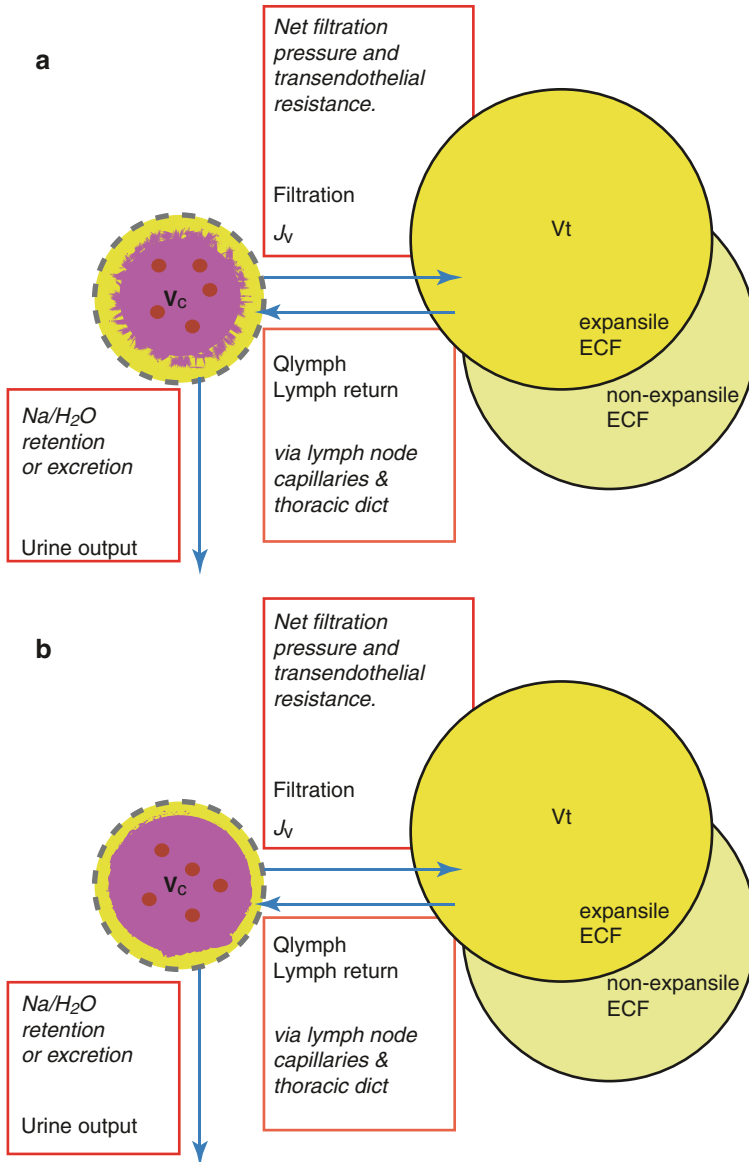 a
Net filtration
pressure and
transendothelial
resistance.
Filtration
Jv
Vc
Vt
expansile
ECF
non-expansile
ECF
Qlymph
Lymph return
via lymph node
capillaries &
thoracic dict
Na/H₂O
retention
or excretion
Urine output
b
Net filtration
pressure and
transendothelial
resistance.
Filtration
Jv
Vc
Vt
expansile
ECF
non-expansile
ECF
Qlymph
Lymph return
via lymph node
capillaries &
thoracic dict
Na/H₂O
retention
or excretion
Urine output